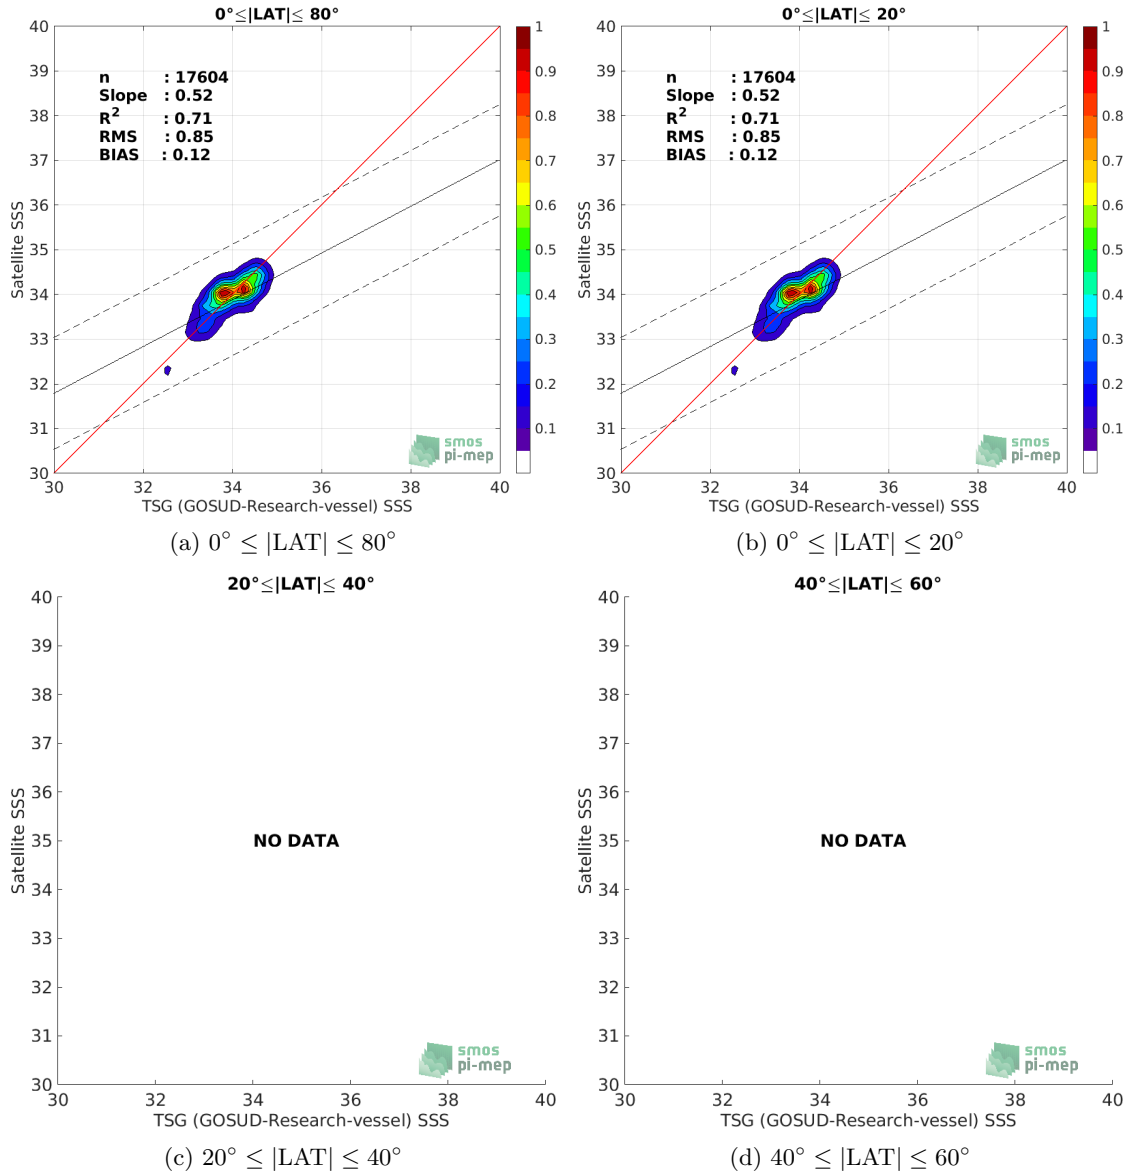 0°≤|LAT|≤ 80°
40
39
38
37
36
35
34
33
32
31
30
Satellite SSS
n : 17604
Slope : 0.52
R² : 0.71
RMS : 0.85
BIAS : 0.12
smos
pi-mep
30 32 34 36 38 40
TSG (GOSUD-Research-vessel) SSS
1
0.9
0.8
0.7
0.6
0.5
0.4
0.3
0.2
0.1
(a) 0° ≤ |LAT| ≤ 80°
0°≤|LAT|≤ 20°
40
39
38
37
36
35
34
33
32
31
30
Satellite SSS
n : 17604
Slope : 0.52
R² : 0.71
RMS : 0.85
BIAS : 0.12
smos
pi-mep
30 32 34 36 38 40
TSG (GOSUD-Research-vessel) SSS
1
0.9
0.8
0.7
0.6
0.5
0.4
0.3
0.2
0.1
(b) 0° ≤ |LAT| ≤ 20°
20°≤|LAT|≤ 40°
40
39
38
37
36
35
34
33
32
31
30
Satellite SSS
NO DATA
smos
pi-mep
30 32 34 36 38 40
TSG (GOSUD-Research-vessel) SSS
(c) 20° ≤ |LAT| ≤ 40°
40°≤|LAT|≤ 60°
40
39
38
37
36
35
34
33
32
31
30
Satellite SSS
NO DATA
smos
pi-mep
30 32 34 36 38 40
TSG (GOSUD-Research-vessel) SSS
(d) 40° ≤ |LAT| ≤ 60°